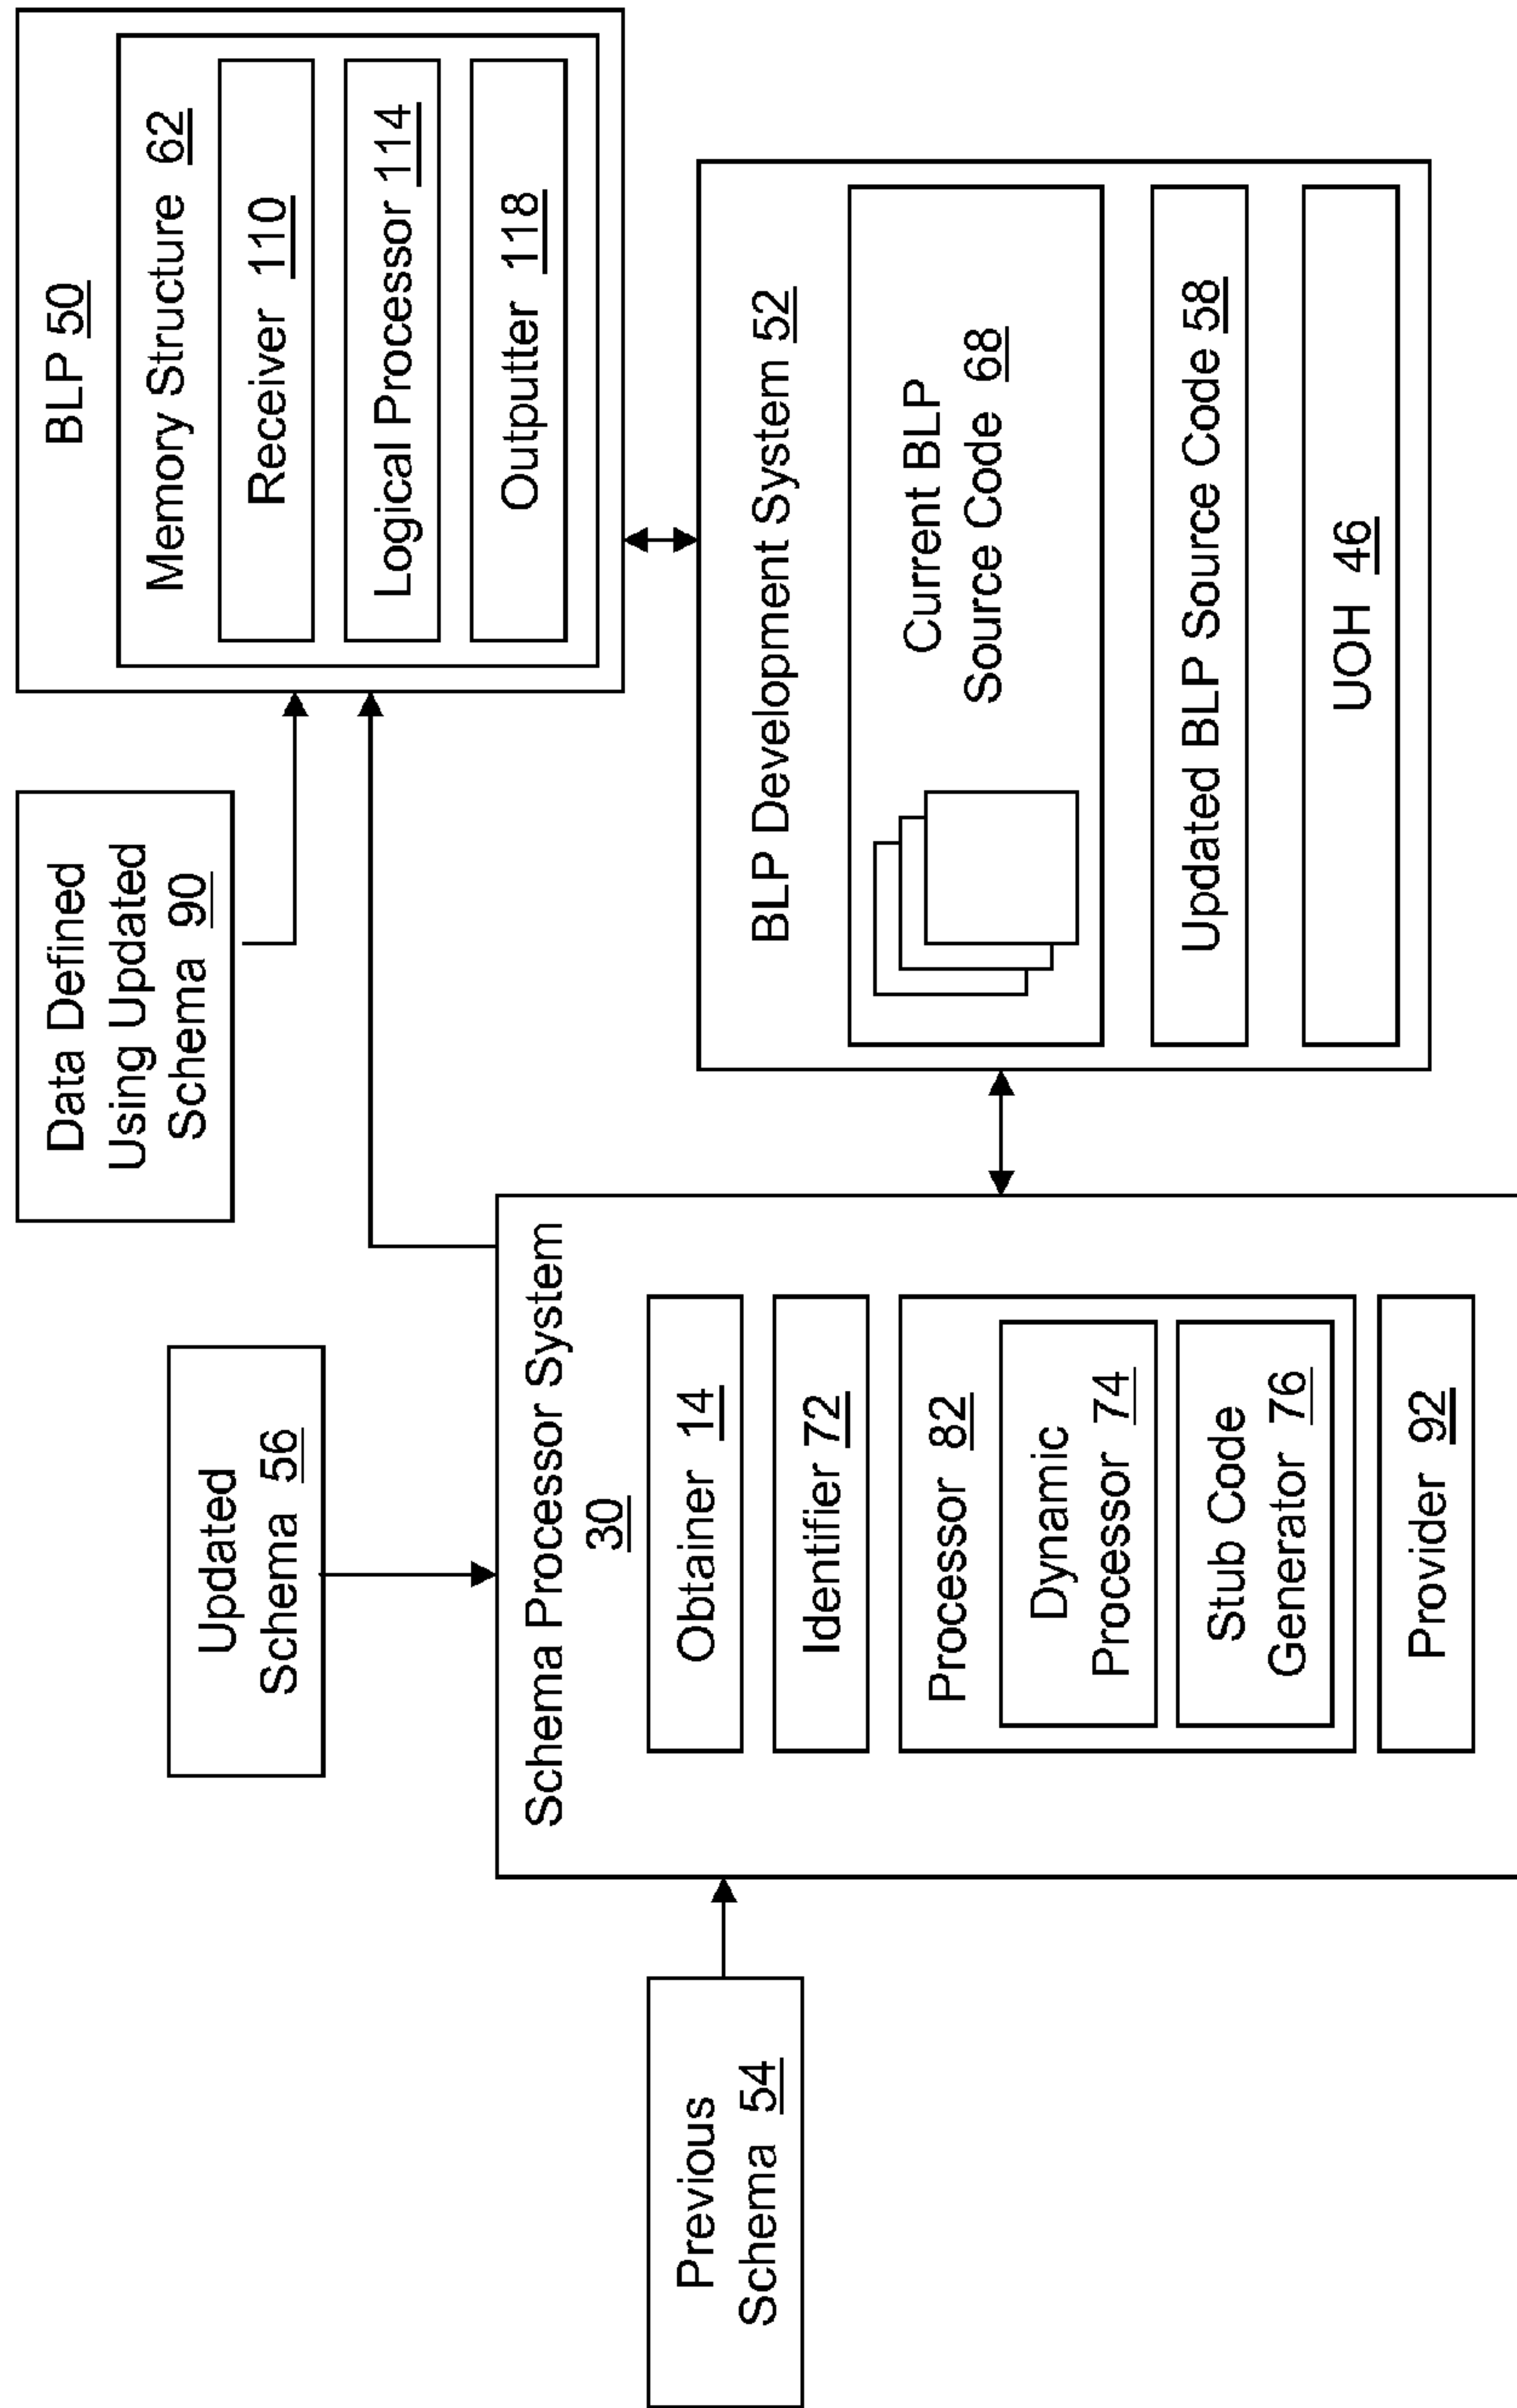 Previous
Schema 54
Updated
Schema 56
Schema Processor System
30
Obtainer 14
Identifier 72
Processor 82
Dynamic
Processor 74
Stub Code
Generator 76
Provider 92
Data Defined
Using Updated
Schema 90
BLP 50
Memory Structure 62
Receiver 110
Logical Processor 114
Outputter 118
BLP Development System 52
Current BLP
Source Code 68
Updated BLP Source Code 58
UOH 46